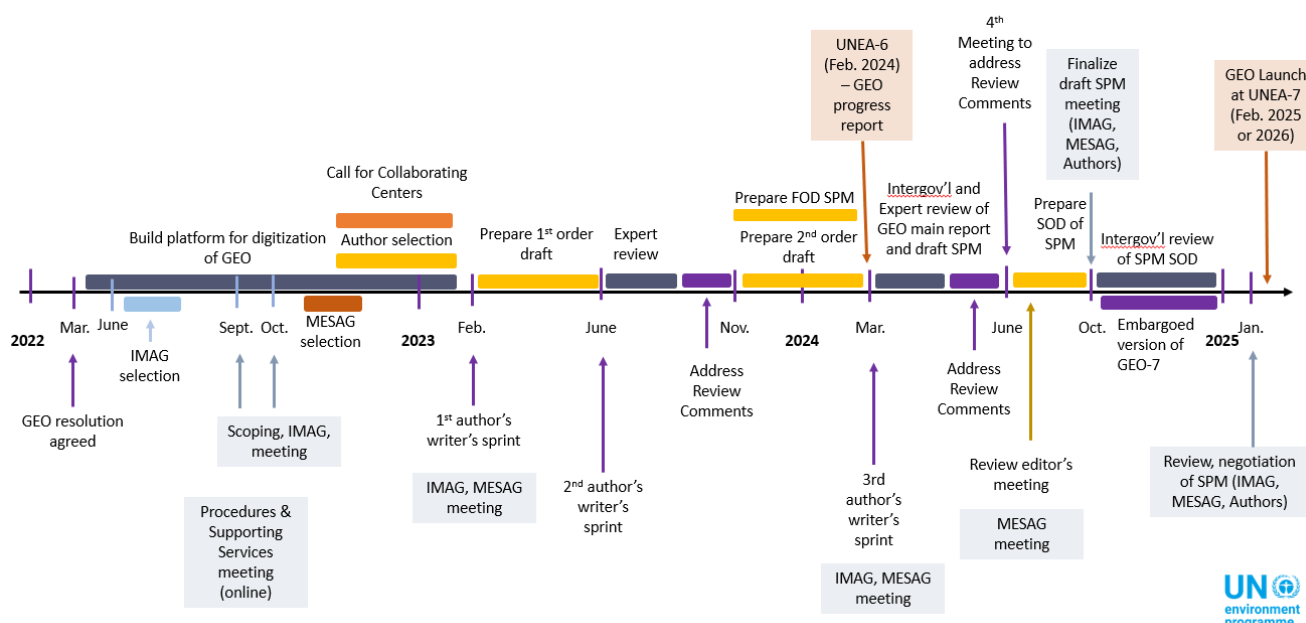 4th
Meeting to
address
Review
Comments
UNEA-6
(Feb. 2024)
– GEO
progress
report
Finalize
draft SPM
meeting
(IMAG,
MESAG,
Authors)
GEO Launch
at UNEA-7
(Feb. 2025
or 2026)
Call for Collaborating
Centers
Author selection
Build platform for digitization
of GEO
Prepare 1st order
draft
Expert
review
Prepare FOD SPM
Prepare 2nd order
draft
Intergov'l and
Expert review of
GEO main report
and draft SPM
Prepare
SOD of
SPM
Intergov'l review
of SPM SOD
2022
Mar.
June
Sept.
Oct.
2023
Feb.
June
Nov.
2024
Mar.
June
Oct.
2025
Jan.
IMAG
selection
MESAG
selection
Embargoed
version of
GEO-7
GEO resolution
agreed
Scoping, IMAG,
meeting
Procedures &
Supporting
Services
meeting
(online)
1st author's
writer's sprint
IMAG, MESAG
meeting
2nd author's
writer's
sprint
Address
Review
Comments
3rd
author's
writer's
sprint
IMAG, MESAG
meeting
Address
Review
Comments
Review editor's
meeting
MESAG
meeting
Review, negotiation
of SPM (IMAG,
MESAG, Authors)
UN
environment
programme